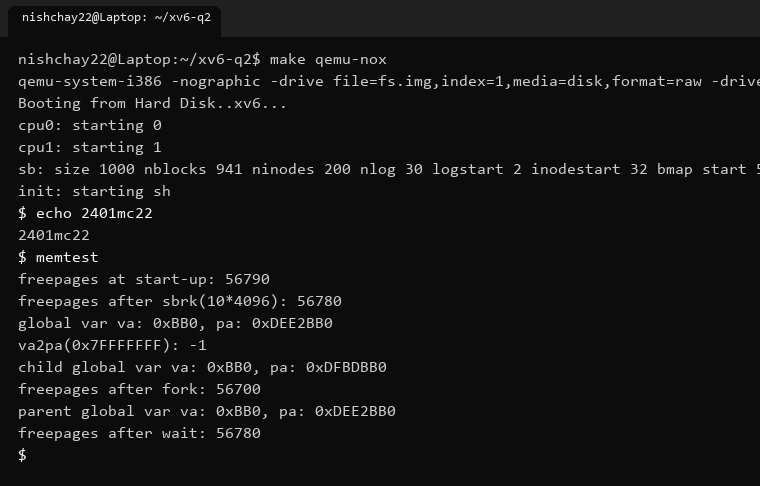 nishchay22@Laptop: ~/xv6-q2
nishchay22@Laptop:~/xv6-q2$ make qemu-nox
qemu-system-i386 -nographic -drive file=fs.img,index=1,media=disk,format=raw -drive
Booting from Hard Disk..xv6...
cpu0: starting 0
cpu1: starting 1
sb: size 1000 nblocks 941 ninodes 200 nlog 30 logstart 2 inodestart 32 bmap start 5
init: starting sh
$ echo 2401mc22
2401mc22
$ memtest
freepages at start-up: 56790
freepages after sbrk(10*4096): 56780
global var va: 0xBB0, pa: 0xDEE2BB0
va2pa(0x7FFFFFFF): -1
child global var va: 0xBB0, pa: 0xDFBDBB0
freepages after fork: 56700
parent global var va: 0xBB0, pa: 0xDEE2BB0
freepages after wait: 56780
$